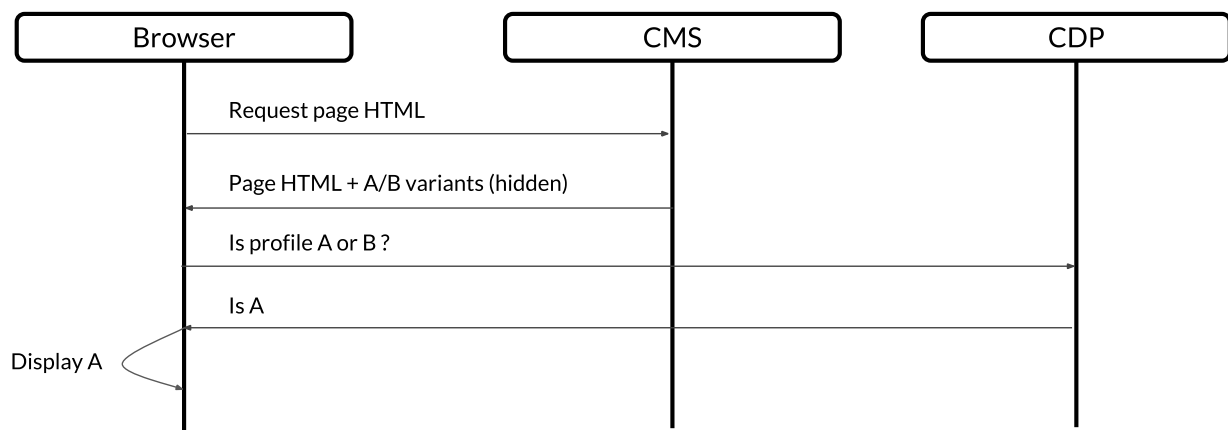 Browser
CMS
CDP
Request page HTML
Page HTML + A/B variants (hidden)
Is profile A or B ?
Is A
Display A